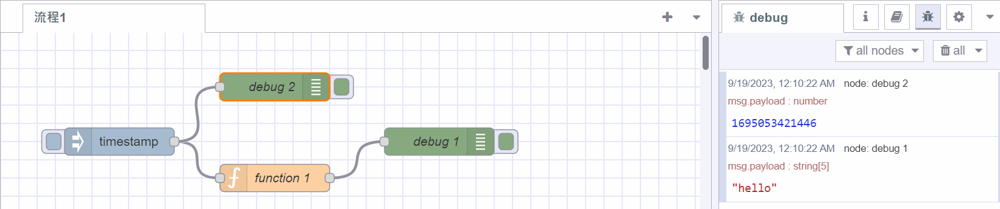 流程1
debug 2
timestamp
debug 1
function 1
debug
all nodes
all
9/19/2023, 12:10:22 AM node: debug 2
msg.payload : number
1695053421446
9/19/2023, 12:10:22 AM node: debug 1
msg.payload : string[5]
"hello"